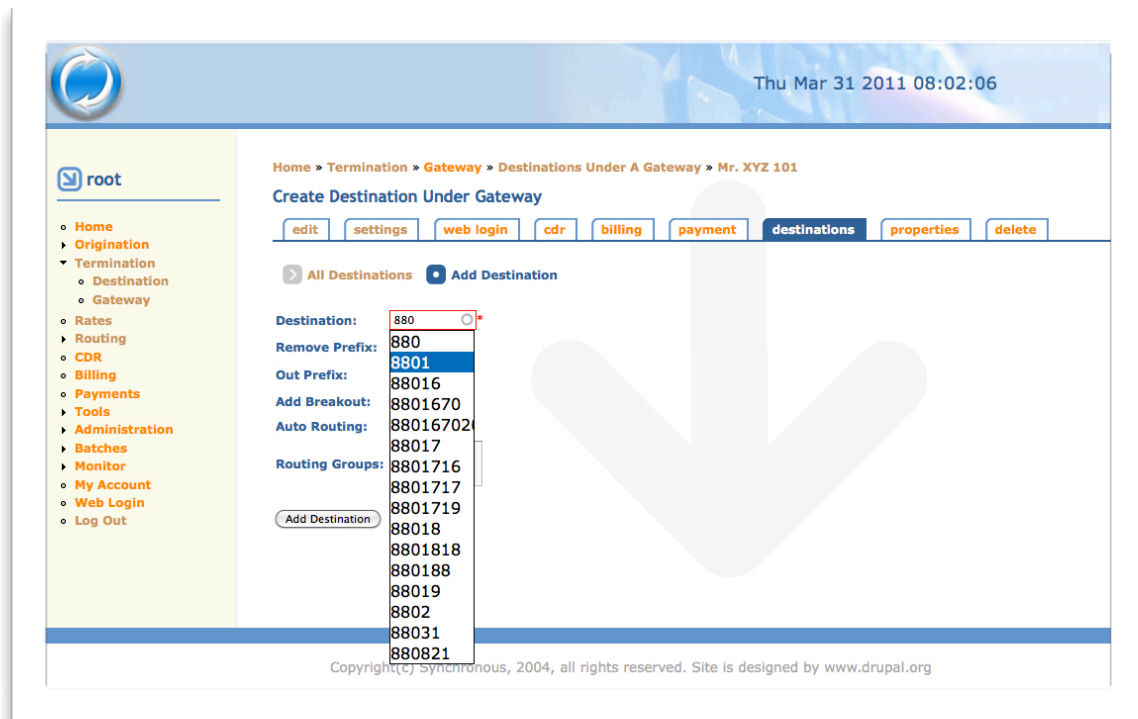 Thu Mar 31 2011 08:02:06
root
Home
Origination
Termination
Destination
Gateway
Rates
Routing
CDR
Billing
Payments
Tools
Administration
Batches
Monitor
My Account
Web Login
Log Out
Home » Termination » Gateway » Destinations Under A Gateway » Mr. XYZ 101
Create Destination Under Gateway
edit settings web login cdr billing payment destinations properties delete
All Destinations Add Destination
Destination: 880 *
Remove Prefix:
Out Prefix:
Add Breakout:
Auto Routing:
Routing Groups:
Add Destination
880
8801
88016
8801670
88017
8801716
8801717
8801719
88018
8801818
880188
88019
8802
88031
880821
Copyright(c) Synchronous, 2004, all rights reserved. Site is designed by www.drupal.org